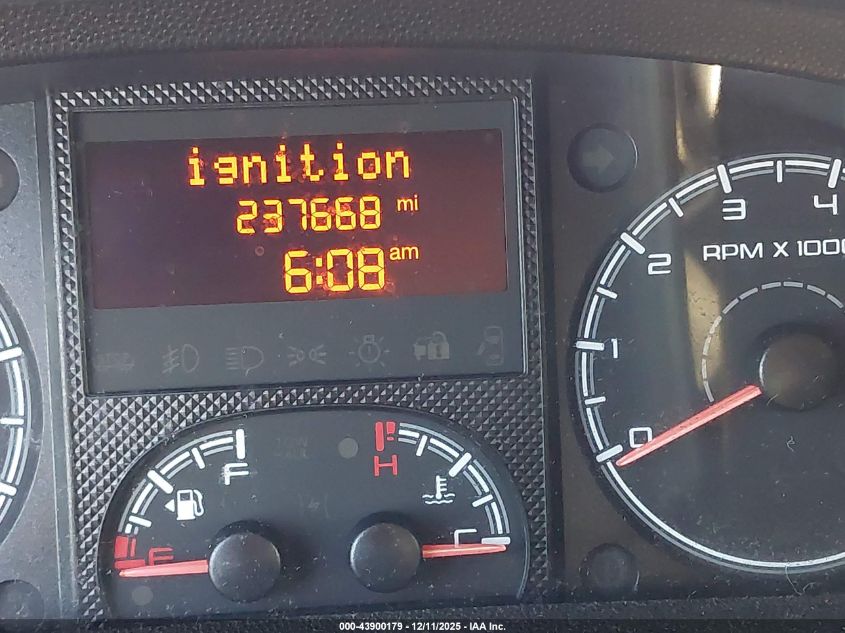 ignition
237668 mi
6:08 am
F
E
H
C
0
1
2
3
4
RPM X 1000
000-43900179 - 12/11/2025 - IAA Inc.